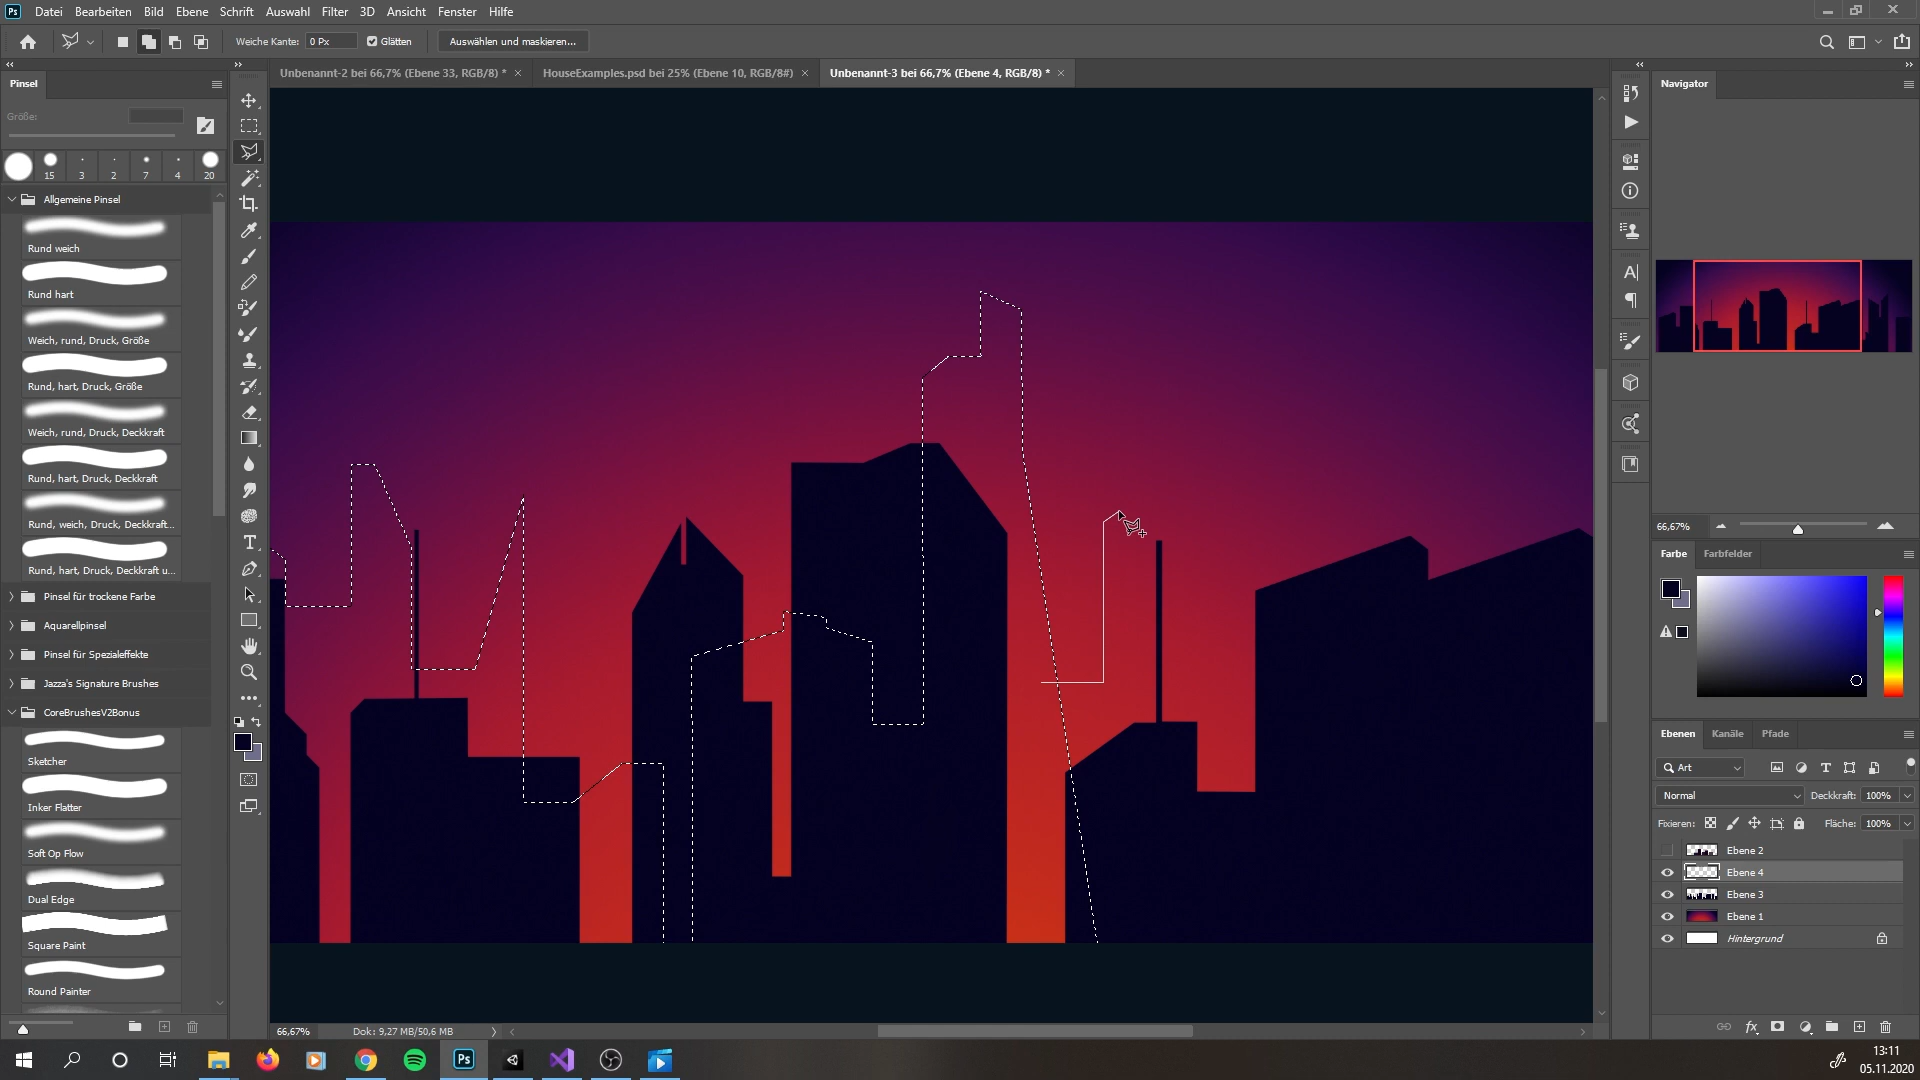 Ps Datei Bearbeiten Bild Ebene Schrift Auswahl Filter 3D Ansicht Fenster Hilfe
Weiche Kante: 0 Px Glätten Auswählen und maskieren...
Unbenannt-2 bei 66,7% (Ebene 33, RGB/8) * HouseExamples.psd bei 25% (Ebene 10, RGB/8#) Unbenannt-3 bei 66,7% (Ebene 4, RGB/8) *
Pinsel
Größe:
15 3 2 7 4 20
Allgemeine Pinsel
Rund weich
Rund hart
Weich, rund, Druck, Größe
Rund, hart, Druck, Größe
Weich, rund, Druck, Deckkraft
Rund, hart, Druck, Deckkraft
Rund, weich, Druck, Deckkraft...
Rund, hart, Druck, Deckkraft u...
Pinsel für trockene Farbe
Aquarellpinsel
Pinsel für Spezialeffekte
Jazza's Signature Brushes
CoreBrushesV2Bonus
Sketcher
Inker Flatter
Soft Op Flow
Dual Edge
Square Paint
Round Painter
66,67% Dok: 9,27 MB/50,6 MB
Navigator
66,67%
Farbe Farbfelder
Ebenen Kanäle Pfade
Art
Normal Deckkraft: 100%
Fixieren: Fläche: 100%
Ebene 2
Ebene 4
Ebene 3
Ebene 1
Hintergrund
fx
Ps
13:11
05.11.2020